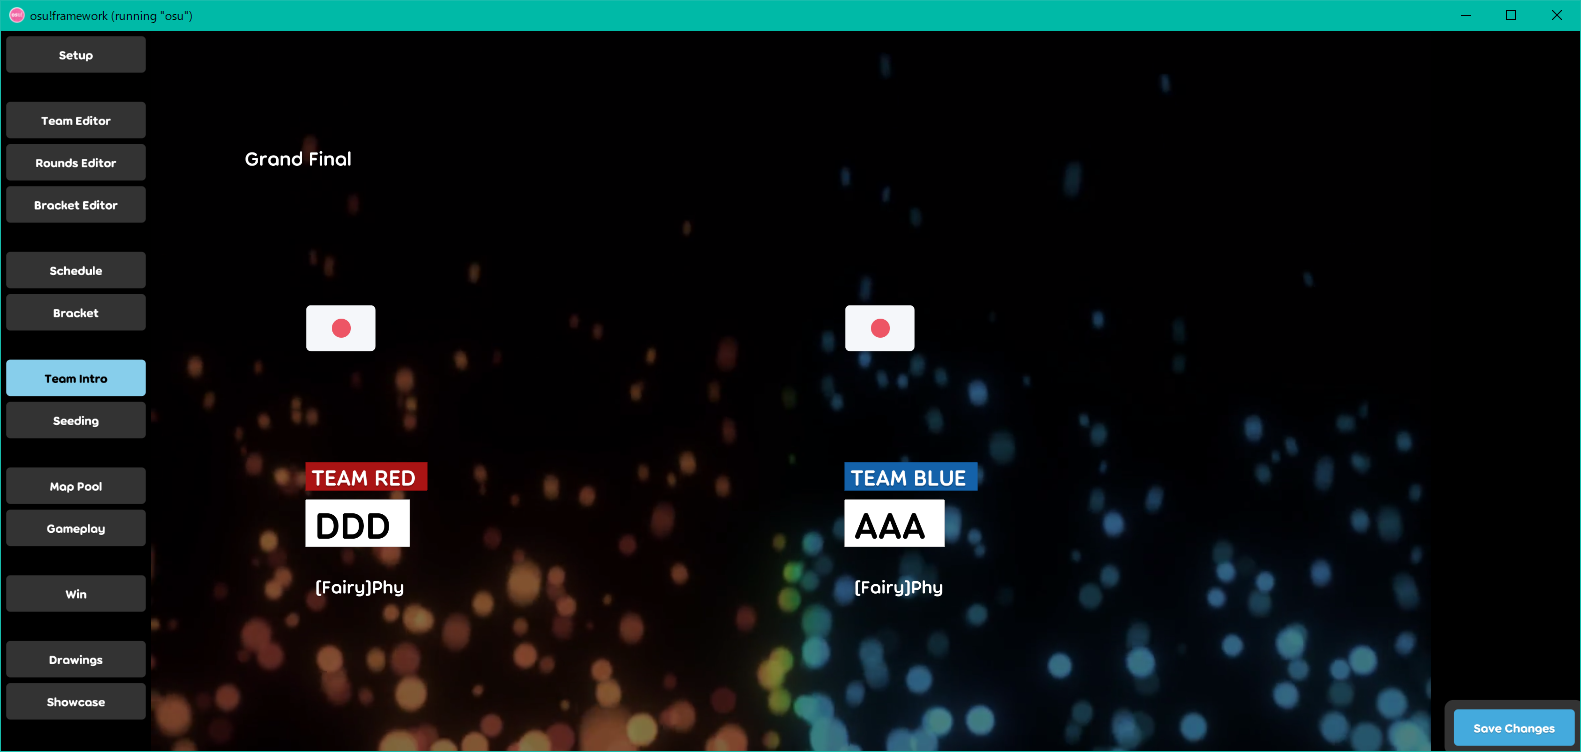 osu!framework (running "osu")
Setup
Team Editor
Rounds Editor
Bracket Editor
Schedule
Bracket
Team Intro
Seeding
Map Pool
Gameplay
Win
Drawings
Showcase
Grand Final
TEAM RED
DDD
[Fairy]Phy
TEAM BLUE
AAA
[Fairy]Phy
Save Changes